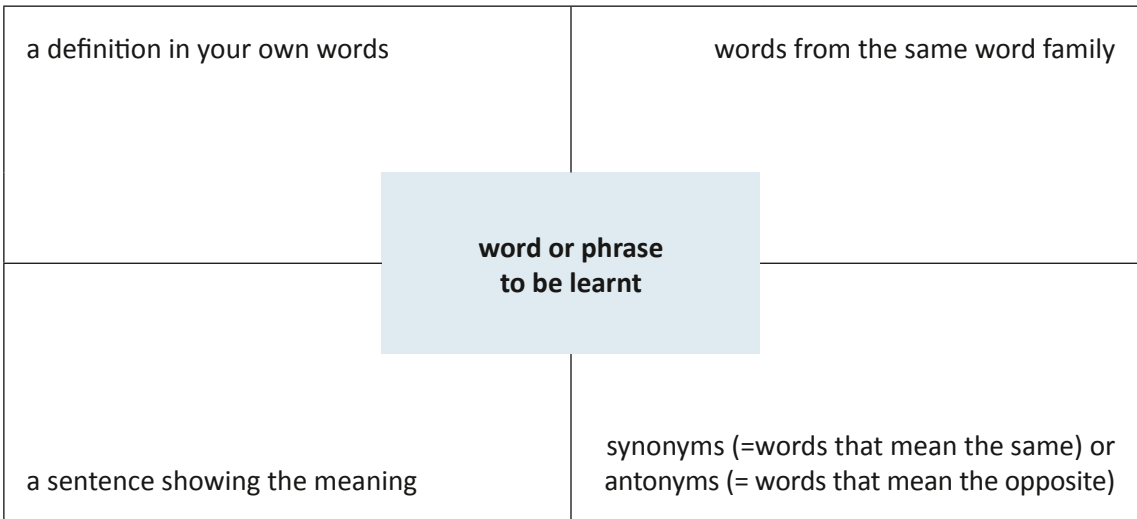 a definition in your own words
words from the same word family
word or phrase
to be learnt
a sentence showing the meaning
synonyms (=words that mean the same) or
antonyms (= words that mean the opposite)